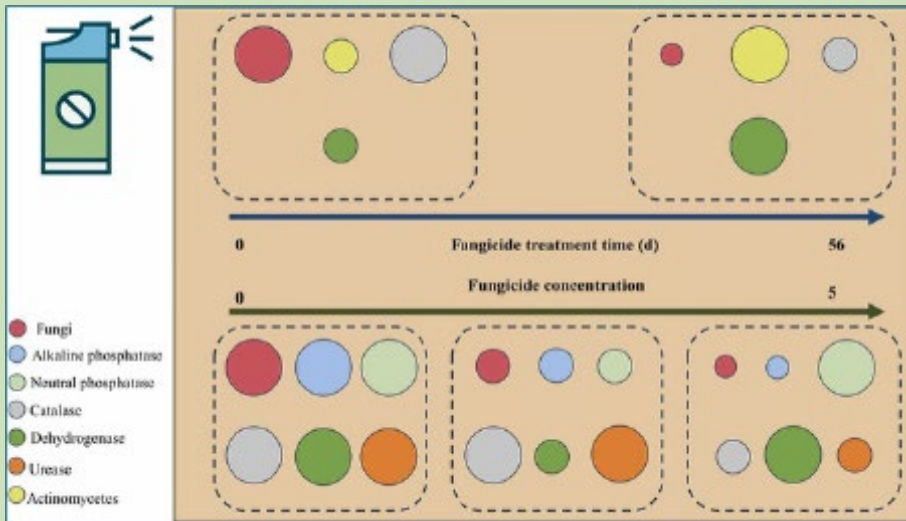 0
Fungicide treatment time (d)
56
Fungicide concentration
0
5
Fungi
Alkaline phosphatase
Neutral phosphatase
Catalase
Dehydrogenase
Urease
Actinomycetes